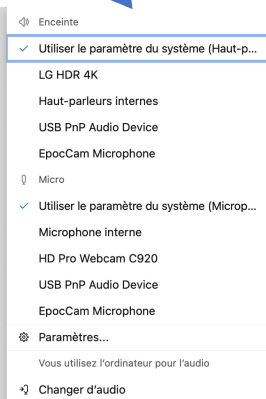 Enceinte
Utiliser le paramètre du système (Haut-p...
LG HDR 4K
Haut-parleurs internes
USB PnP Audio Device
EpocCam Microphone
Micro
Utiliser le paramètre du système (Microp...
Microphone interne
HD Pro Webcam C920
USB PnP Audio Device
EpocCam Microphone
Paramètres...
Vous utilisez l'ordinateur pour l'audio
Changer d'audio